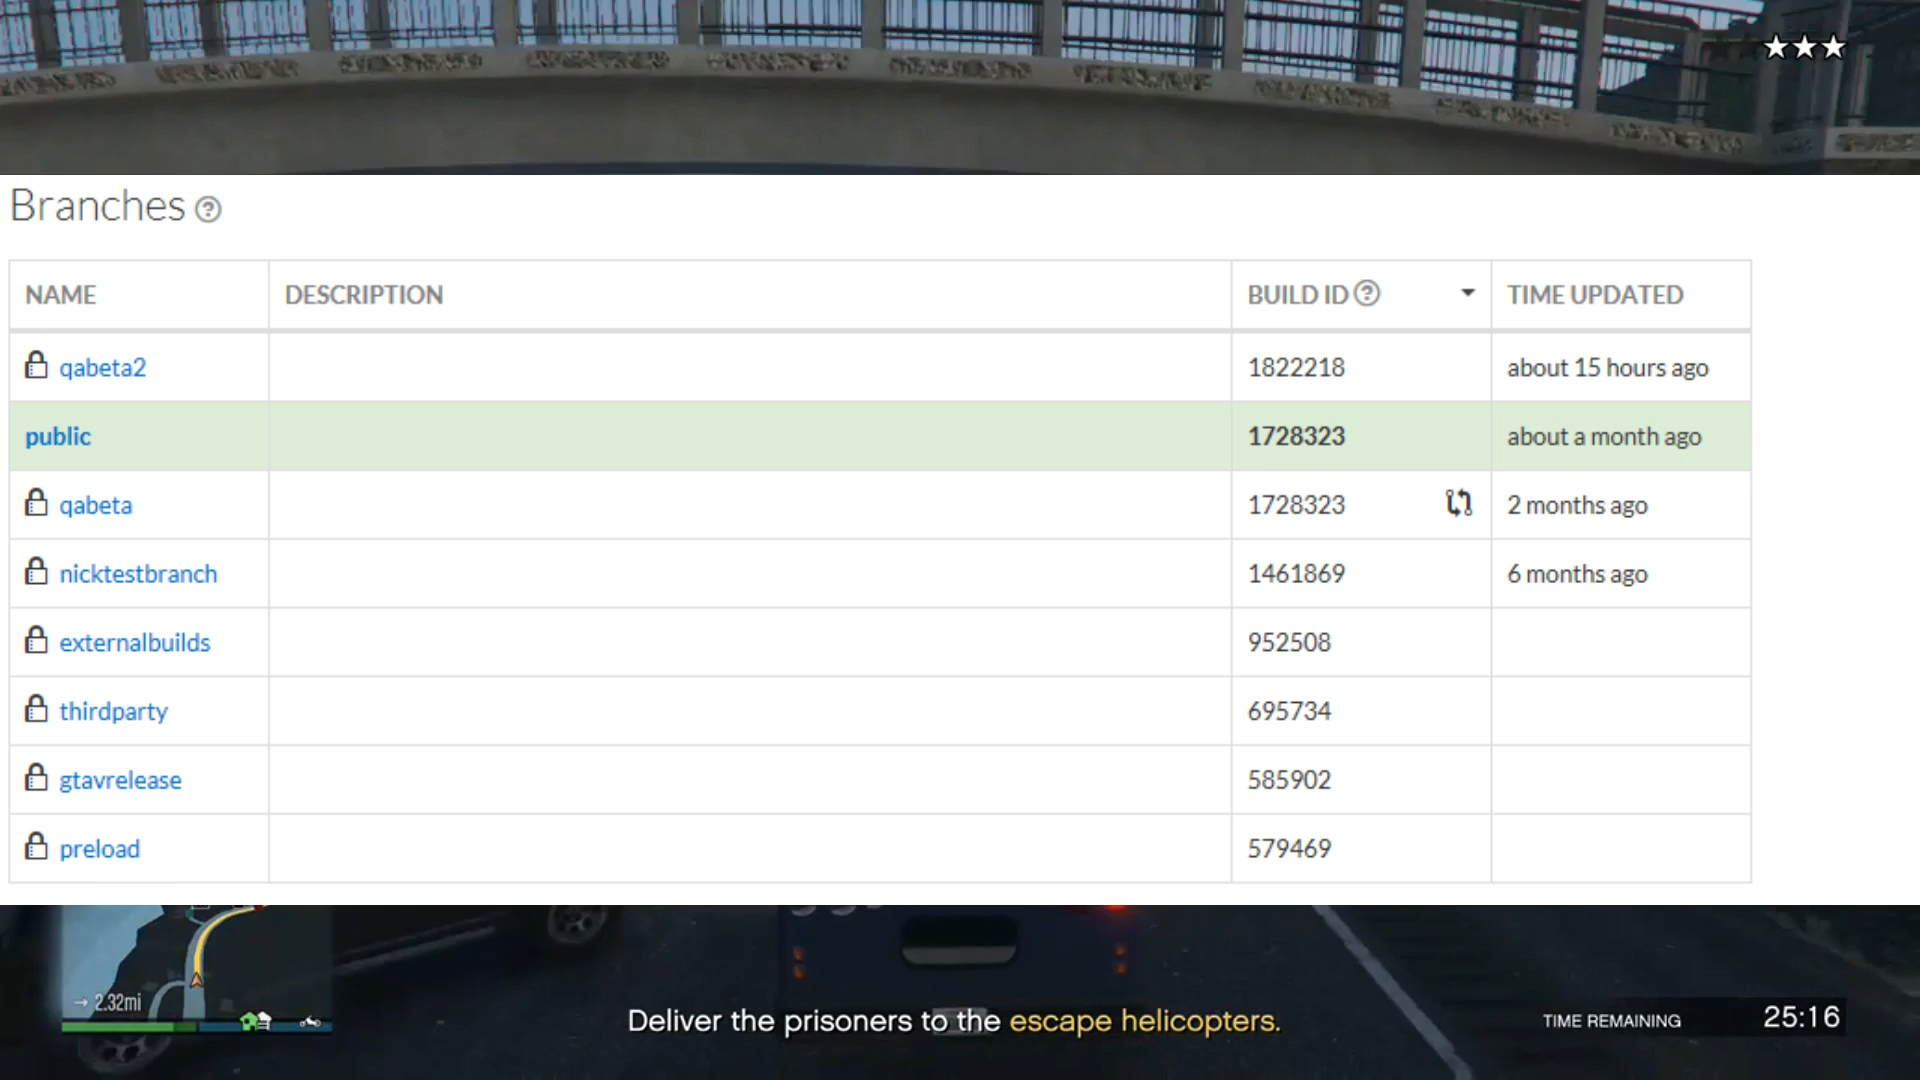 Branches
NAME DESCRIPTION BUILD ID TIME UPDATED
qabeta2 1822218 about 15 hours ago
public 1728323 about a month ago
qabeta 1728323 2 months ago
nicktestbranch 1461869 6 months ago
externalbuilds 952508
thirdparty 695734
gtavrelease 585902
preload 579469
2.32mi
Deliver the prisoners to the escape helicopters.
TIME REMAINING 25:16